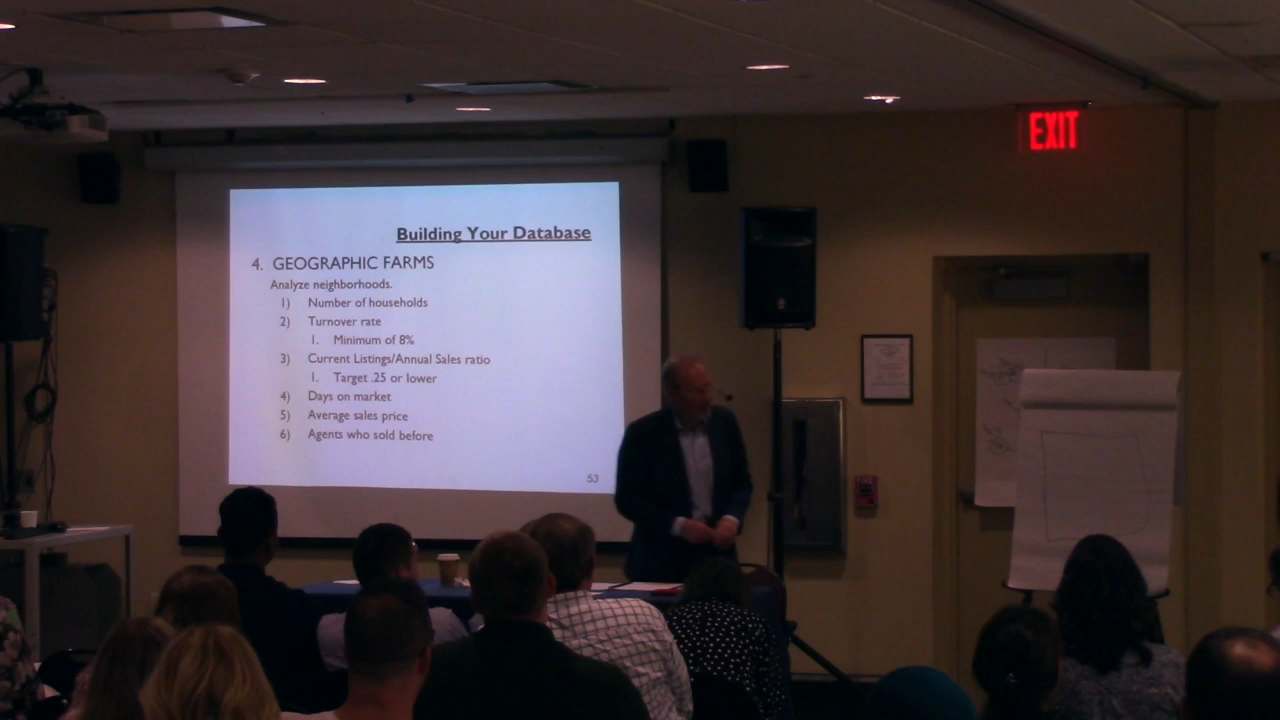 EXIT
Building Your Database
4. GEOGRAPHIC FARMS
Analyze neighborhoods.
1) Number of households
2) Turnover rate
1. Minimum of 8%
3) Current Listings/Annual Sales ratio
1. Target .25 or lower
4) Days on market
5) Average sales price
6) Agents who sold before
53